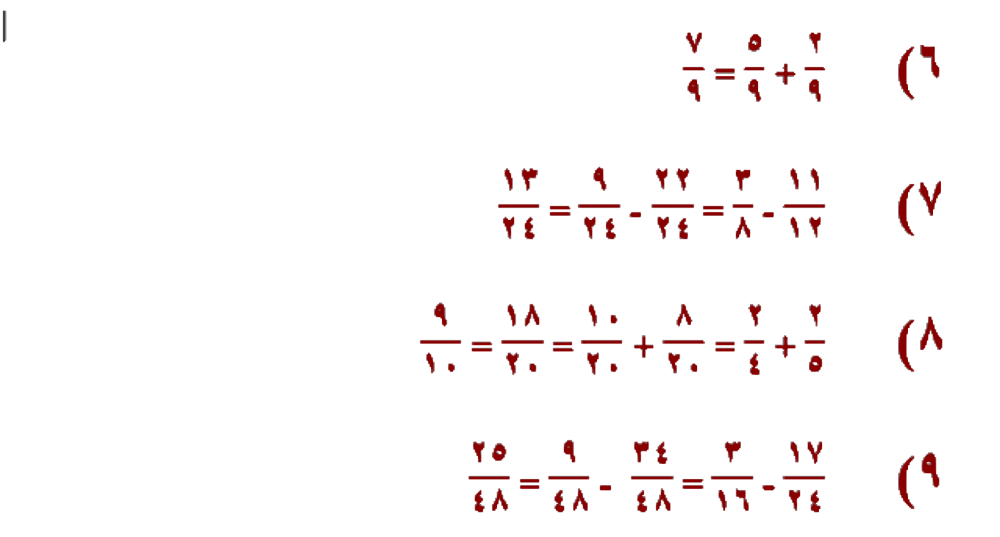 ٦) ٢/٩ + ٥/٩ = ٧/٩
٧) ١١/١٢ - ٣/٨ = ٢٢/٢٤ - ٩/٢٤ = ١٣/٢٤
٨) ٢/٥ + ٢/٤ = ٨/٢٠ + ١٠/٢٠ = ١٨/٢٠ = ٩/١٠
٩) ١٧/٢٤ - ٣/١٦ = ٣٤/٤٨ - ٩/٤٨ = ٢٥/٤٨